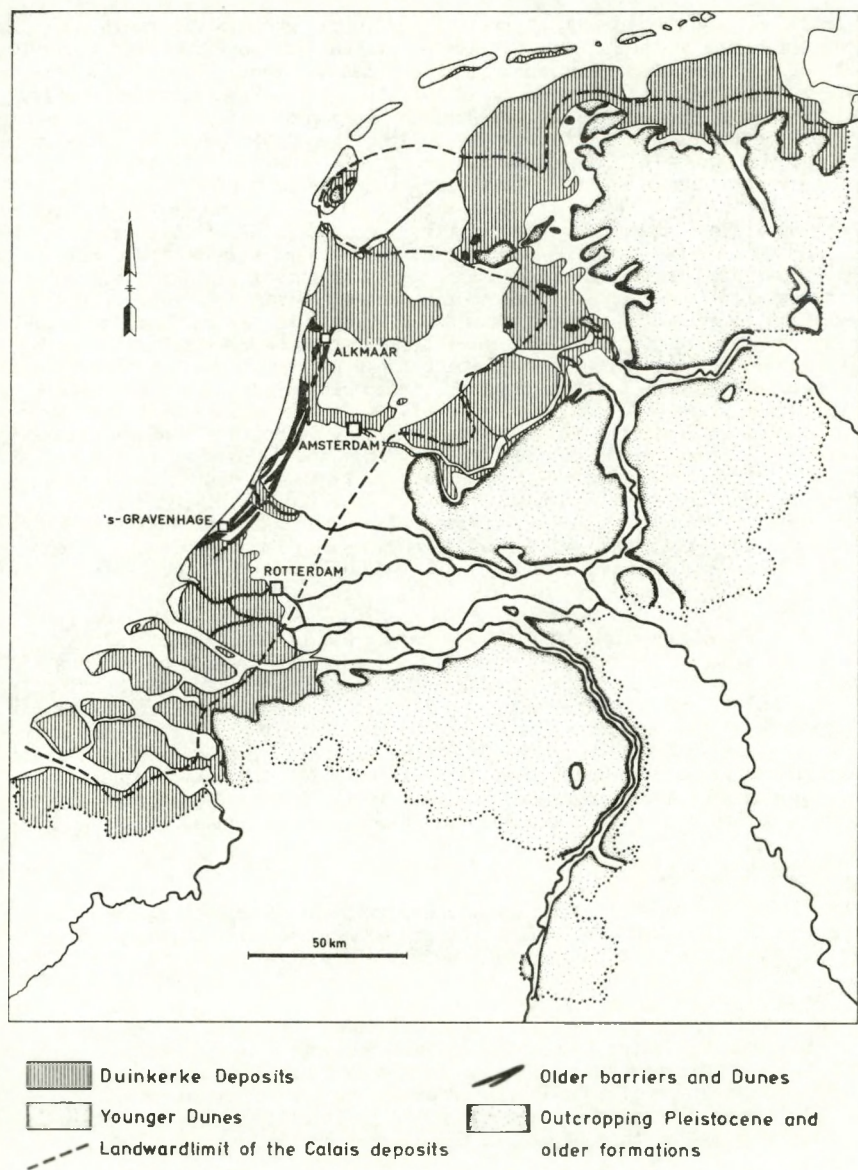 ALKMAAR
AMSTERDAM
's-GRAVENHAGE
ROTTERDAM
50 km
Duinkerke Deposits
Younger Dunes
Landwardlimit of the Calais deposits
Older barriers and Dunes
Outcropping Pleistocene and
older formations